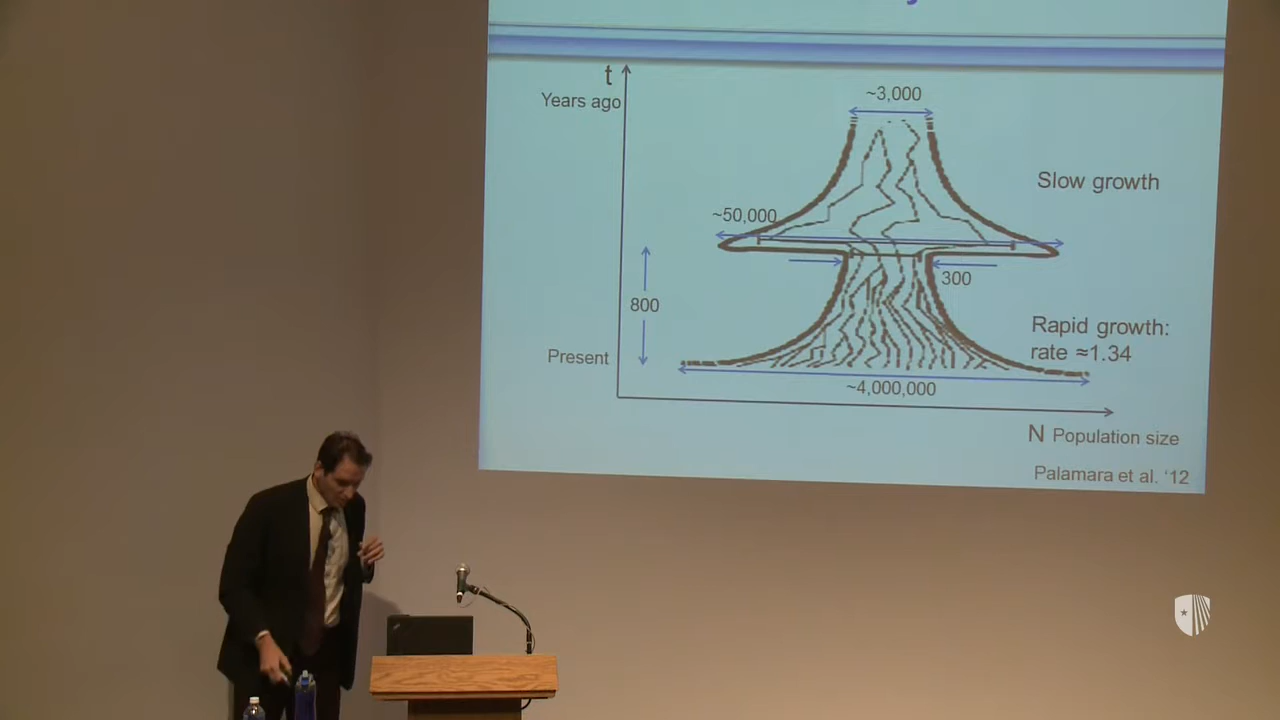 t
Years ago
~3,000
Slow growth
~50,000
300
800
Rapid growth:
rate ≈1.34
Present
~4,000,000
N Population size
Palamara et al. '12